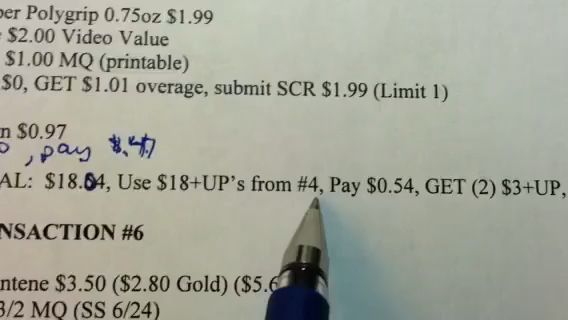 er Polygrip 0.75oz $1.99
$2.00 Video Value
$1.00 MQ (printable)
$0, GET $1.01 overage, submit SCR $1.99 (Limit 1)
n $0.97
, pay $.47
AL: $18.04, Use $18+UP's from #4, Pay $0.54, GET (2) $3+UP,
NSACTION #6
ntene $3.50 ($2.80 Gold) ($5.6
3/2 MQ (SS 6/24)